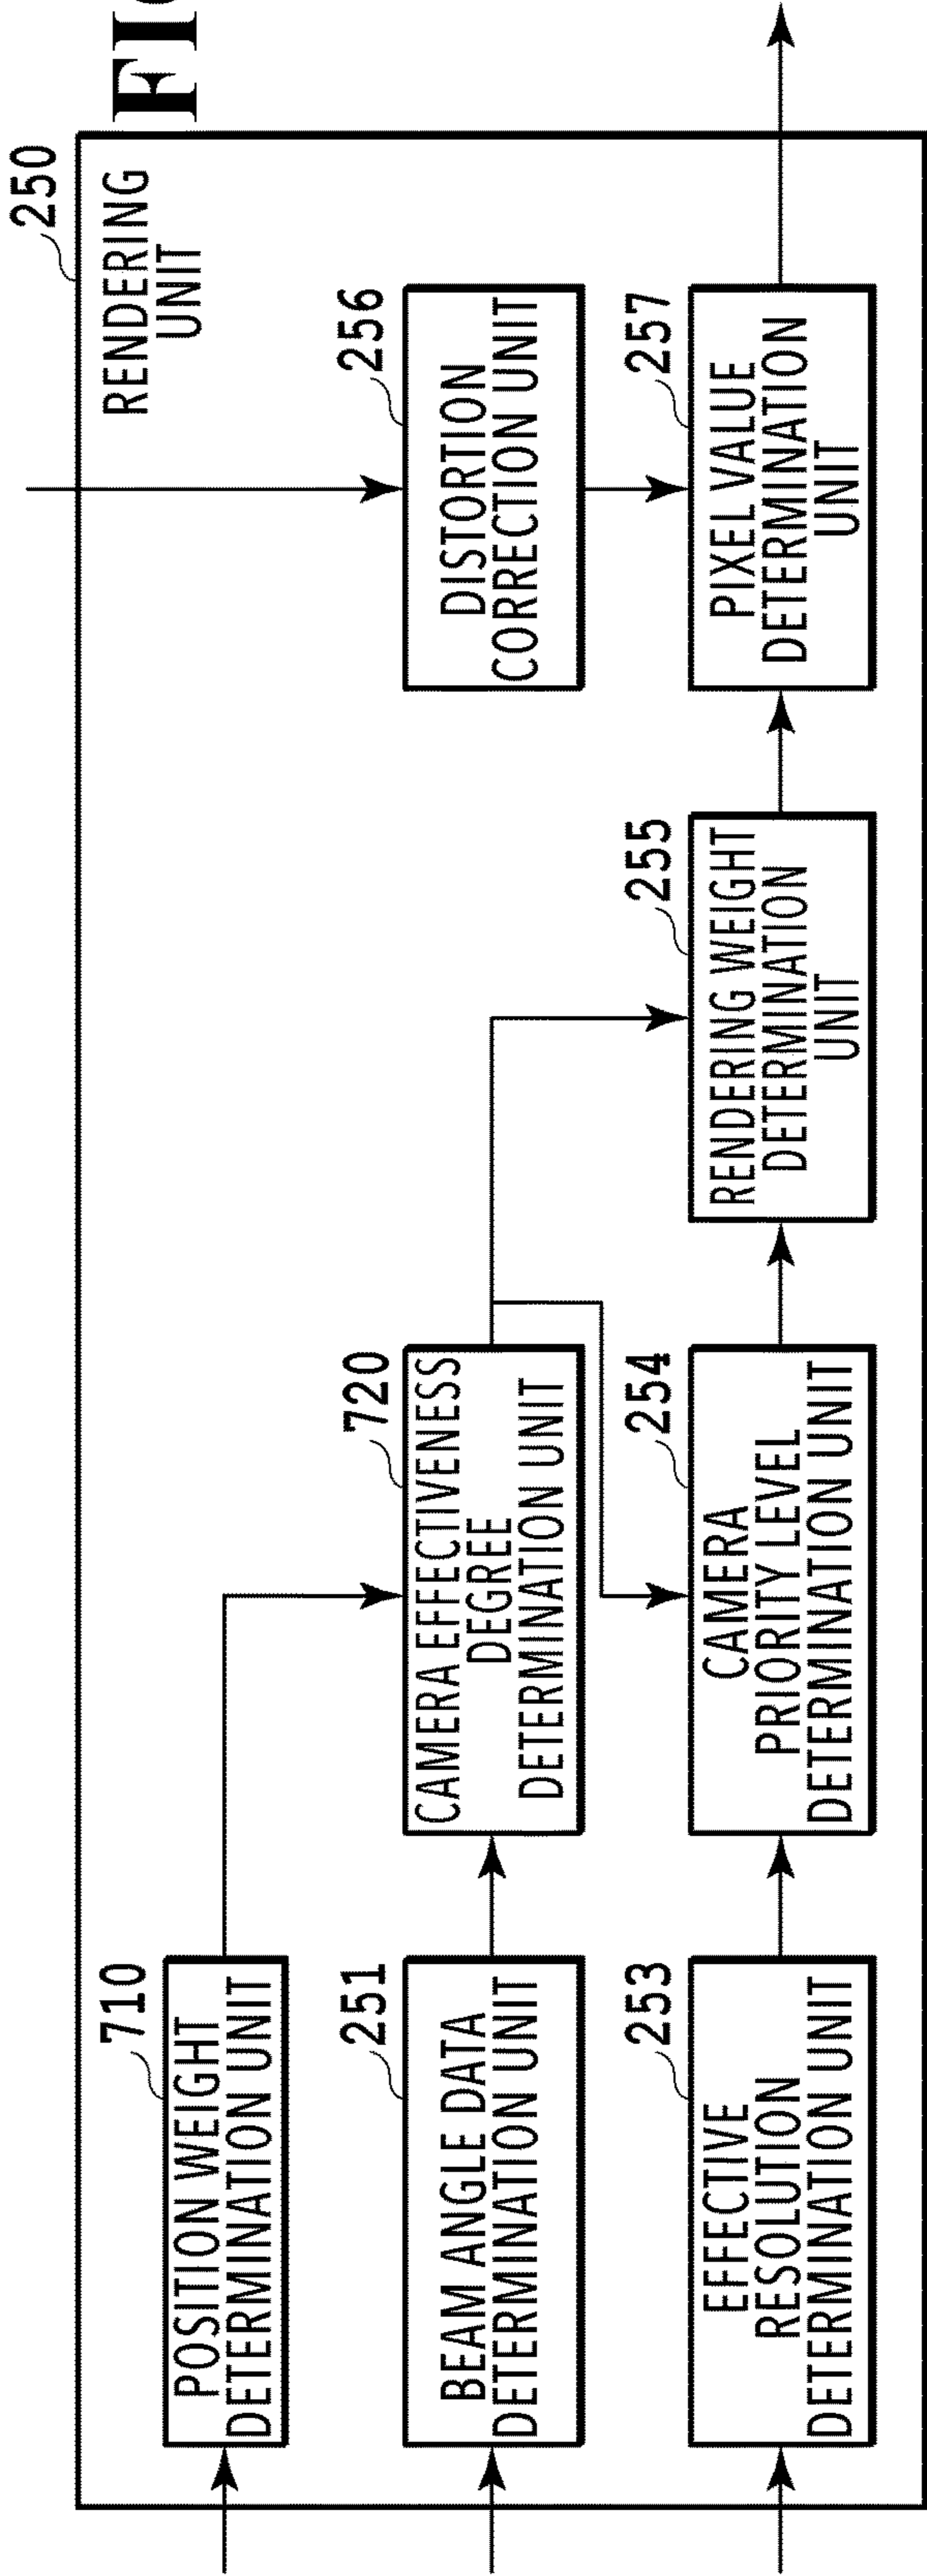 FIG
250
RENDERING
UNIT
710
POSITION WEIGHT
DETERMINATION UNIT
251
BEAM ANGLE DATA
DETERMINATION UNIT
253
EFFECTIVE
RESOLUTION
DETERMINATION UNIT
720
CAMERA EFFECTIVENESS
DEGREE
DETERMINATION UNIT
254
CAMERA
PRIORITY LEVEL
DETERMINATION UNIT
255
RENDERING WEIGHT
DETERMINATION
UNIT
256
DISTORTION
CORRECTION UNIT
257
PIXEL VALUE
DETERMINATION
UNIT